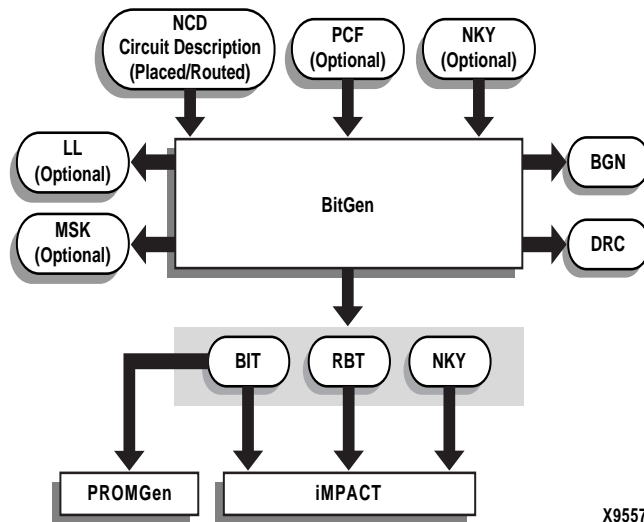 NCD
Circuit Description
(Placed/Routed)
PCF
(Optional)
NKY
(Optional)
LL
(Optional)
BGN
BitGen
MSK
(Optional)
DRC
BIT
RBT
NKY
PROMGen
iMPACT
X9557